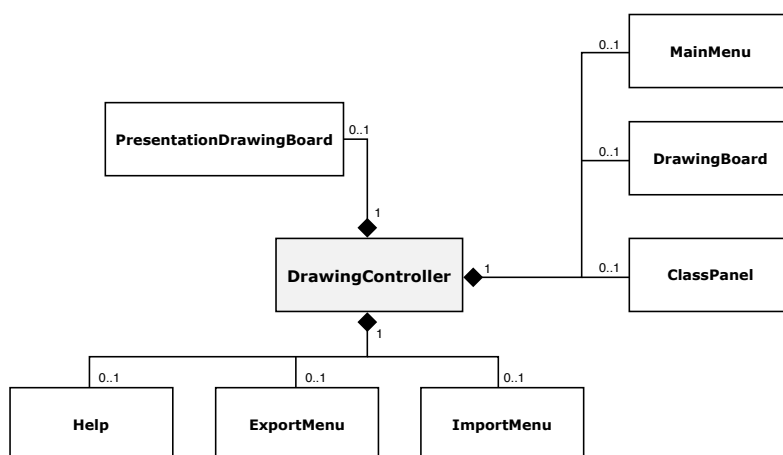 0..1
MainMenu
PresentationDrawingBoard
0..1
0..1
DrawingBoard
1
DrawingController
1
0..1
ClassPanel
1
0..1
0..1
0..1
Help
ExportMenu
ImportMenu